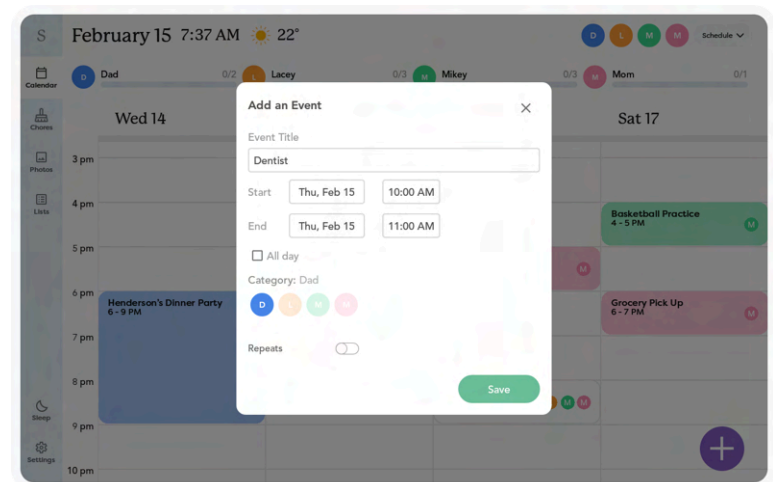 S
February 15 7:37 AM 22°
D L M M Schedule
Calendar
D Dad 0/2
L Lacey 0/3
M Mikey 0/3
M Mom 0/1
Chores
Photos
Lists
Sleep
Settings
Wed 14
Sat 17
3 pm
4 pm
5 pm
6 pm
7 pm
8 pm
9 pm
10 pm
Henderson's Dinner Party
6 - 9 PM
Add an Event
Event Title
Dentist
Start Thu, Feb 15 10:00 AM
End Thu, Feb 15 11:00 AM
All day
Category: Dad
D L M M
Repeats
Save
M
M M
Basketball Practice
4 - 5 PM
M
Grocery Pick Up
6 - 7 PM
M